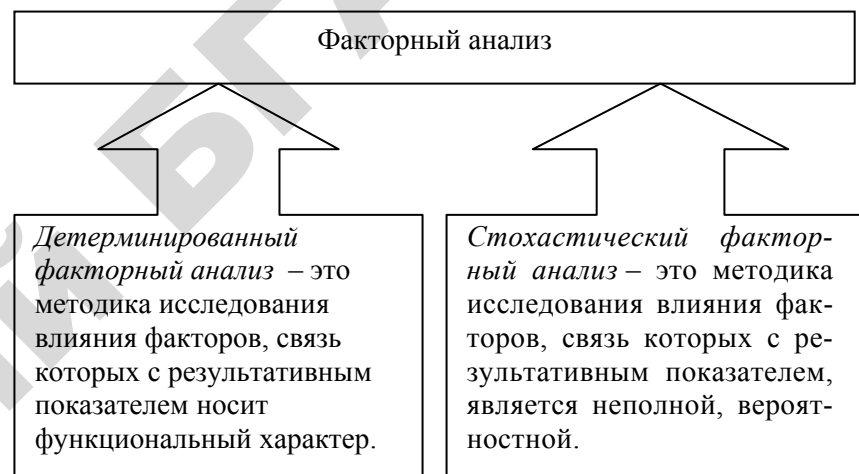 Факторный анализ
Детерминированный
факторный анализ – это
методика исследования
влияния факторов, связь
которых с результативным
показателем носит
функциональный характер.
Стохастический фактор-
ный анализ – это методика
исследования влияния фак-
торов, связь которых с ре-
зультативным показателем,
является неполной, вероят-
ностной.